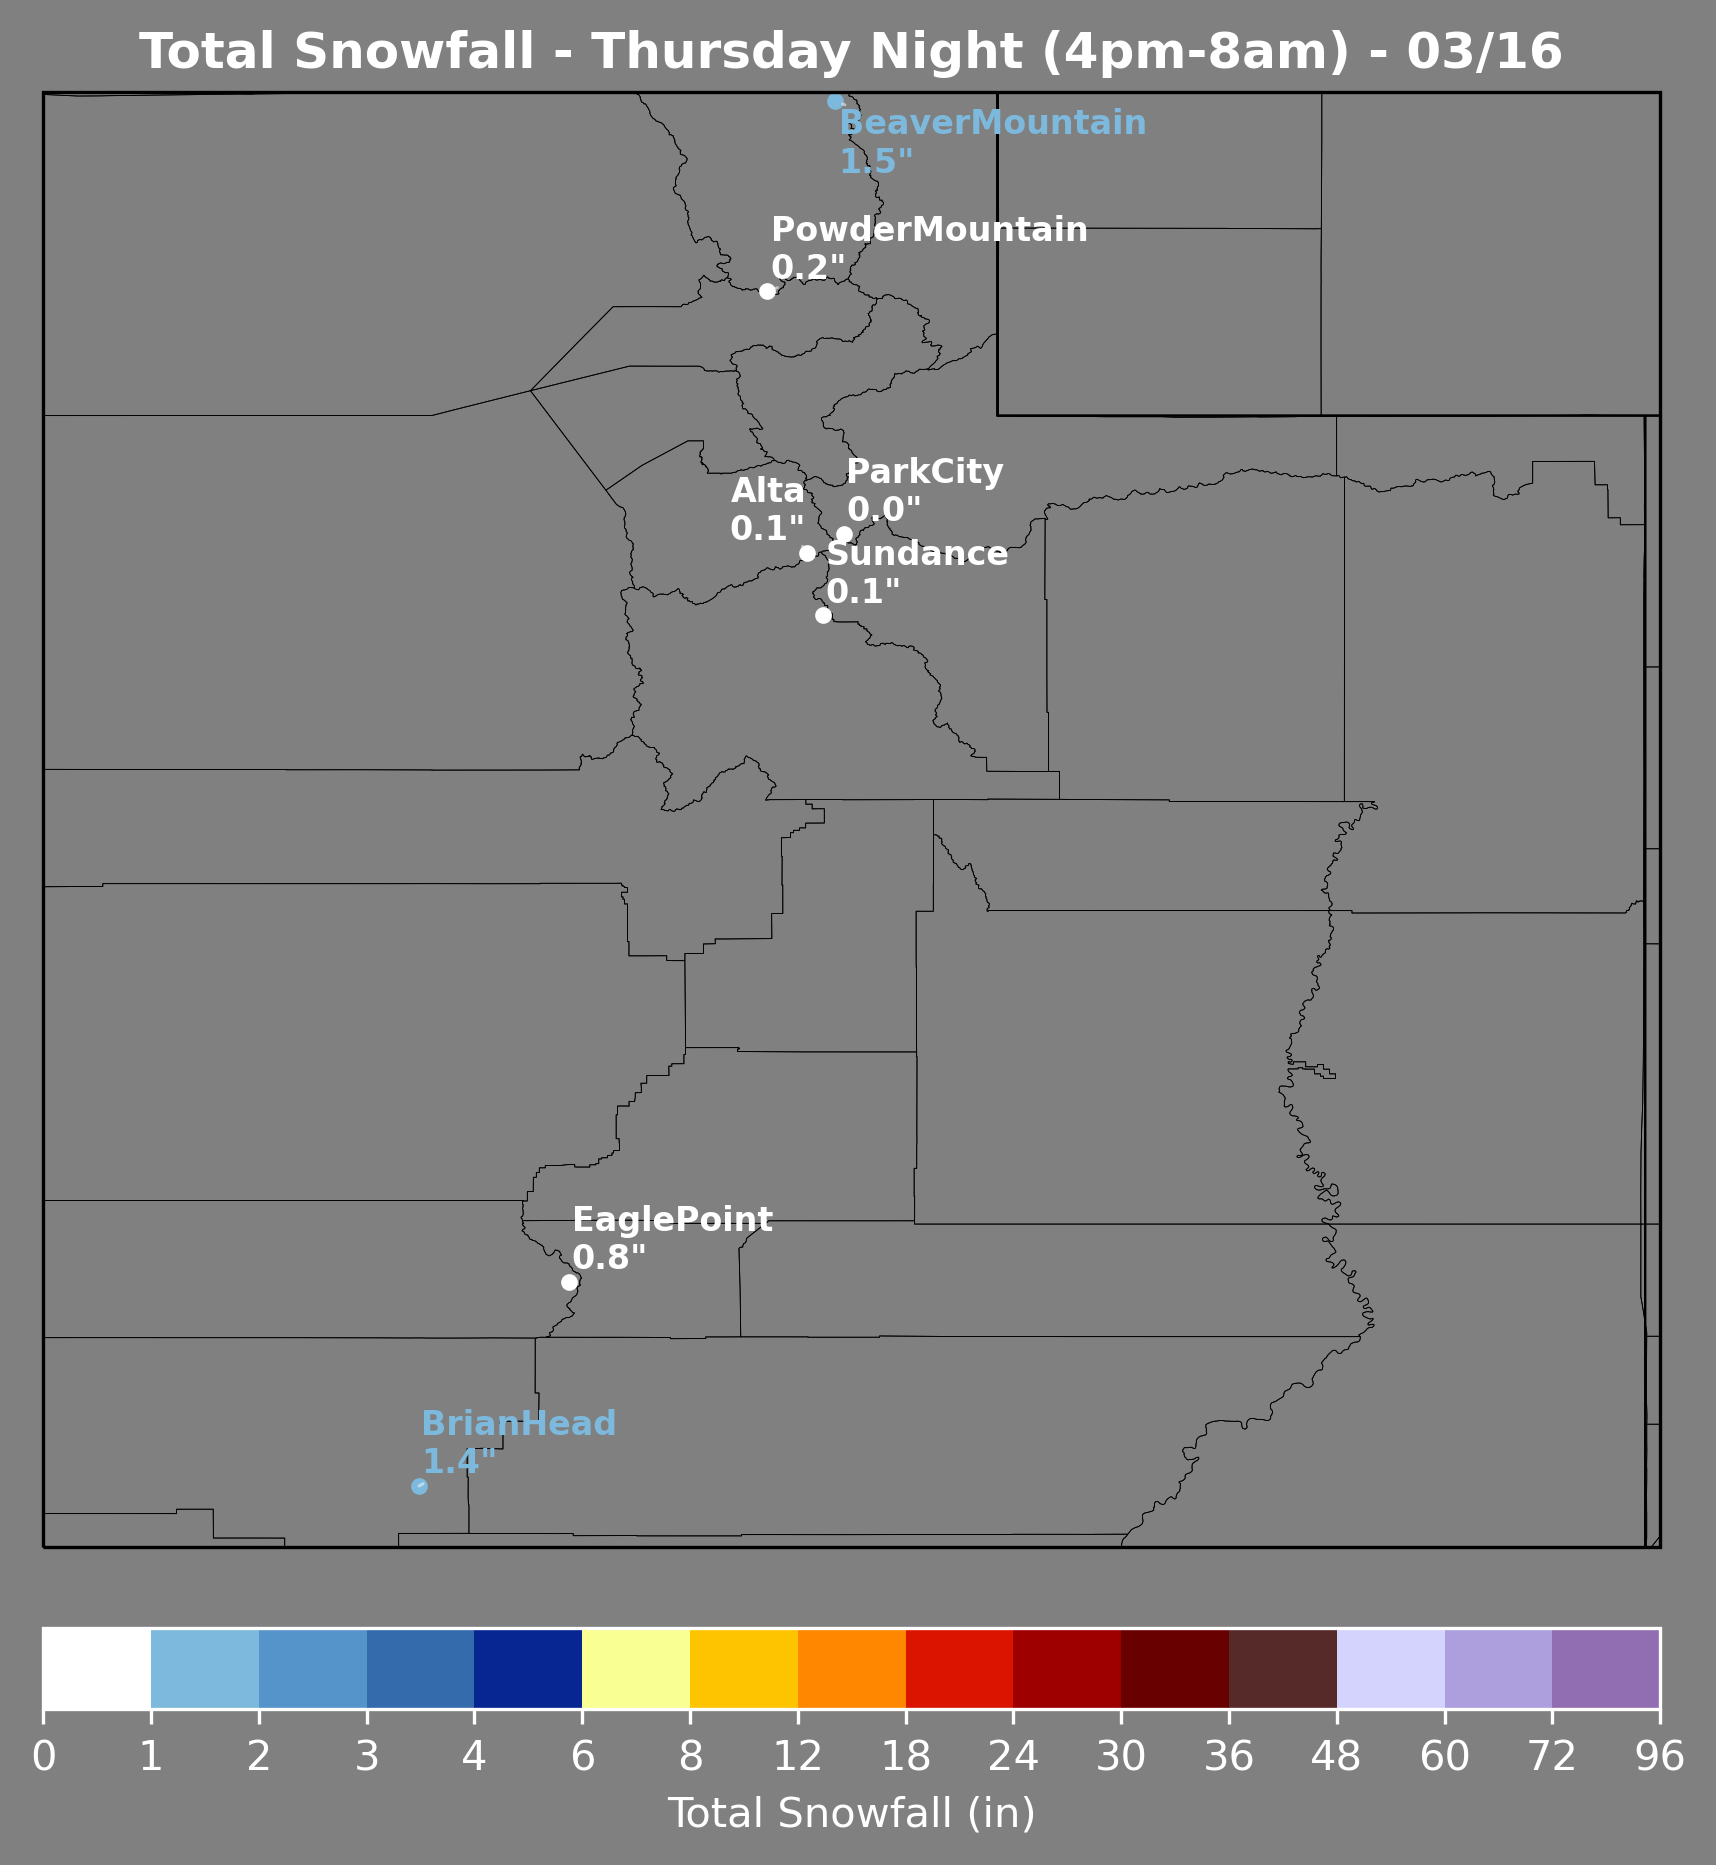 Total Snowfall - Thursday Night (4pm-8am) - 03/16
BeaverMountain
1.5"
PowderMountain
0.2"
ParkCity
0.0"
Alta
0.1"
Sundance
0.1"
EaglePoint
0.8"
BrianHead
1.4"
0 1 2 3 4 6 8 12 18 24 30 36 48 60 72 96
Total Snowfall (in)